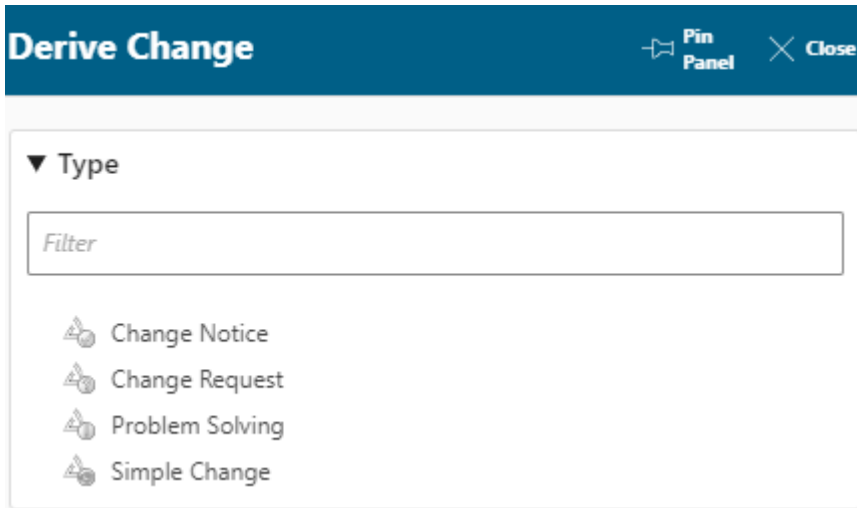 Derive Change
Pin
Panel
Close
Type
Filter
Change Notice
Change Request
Problem Solving
Simple Change